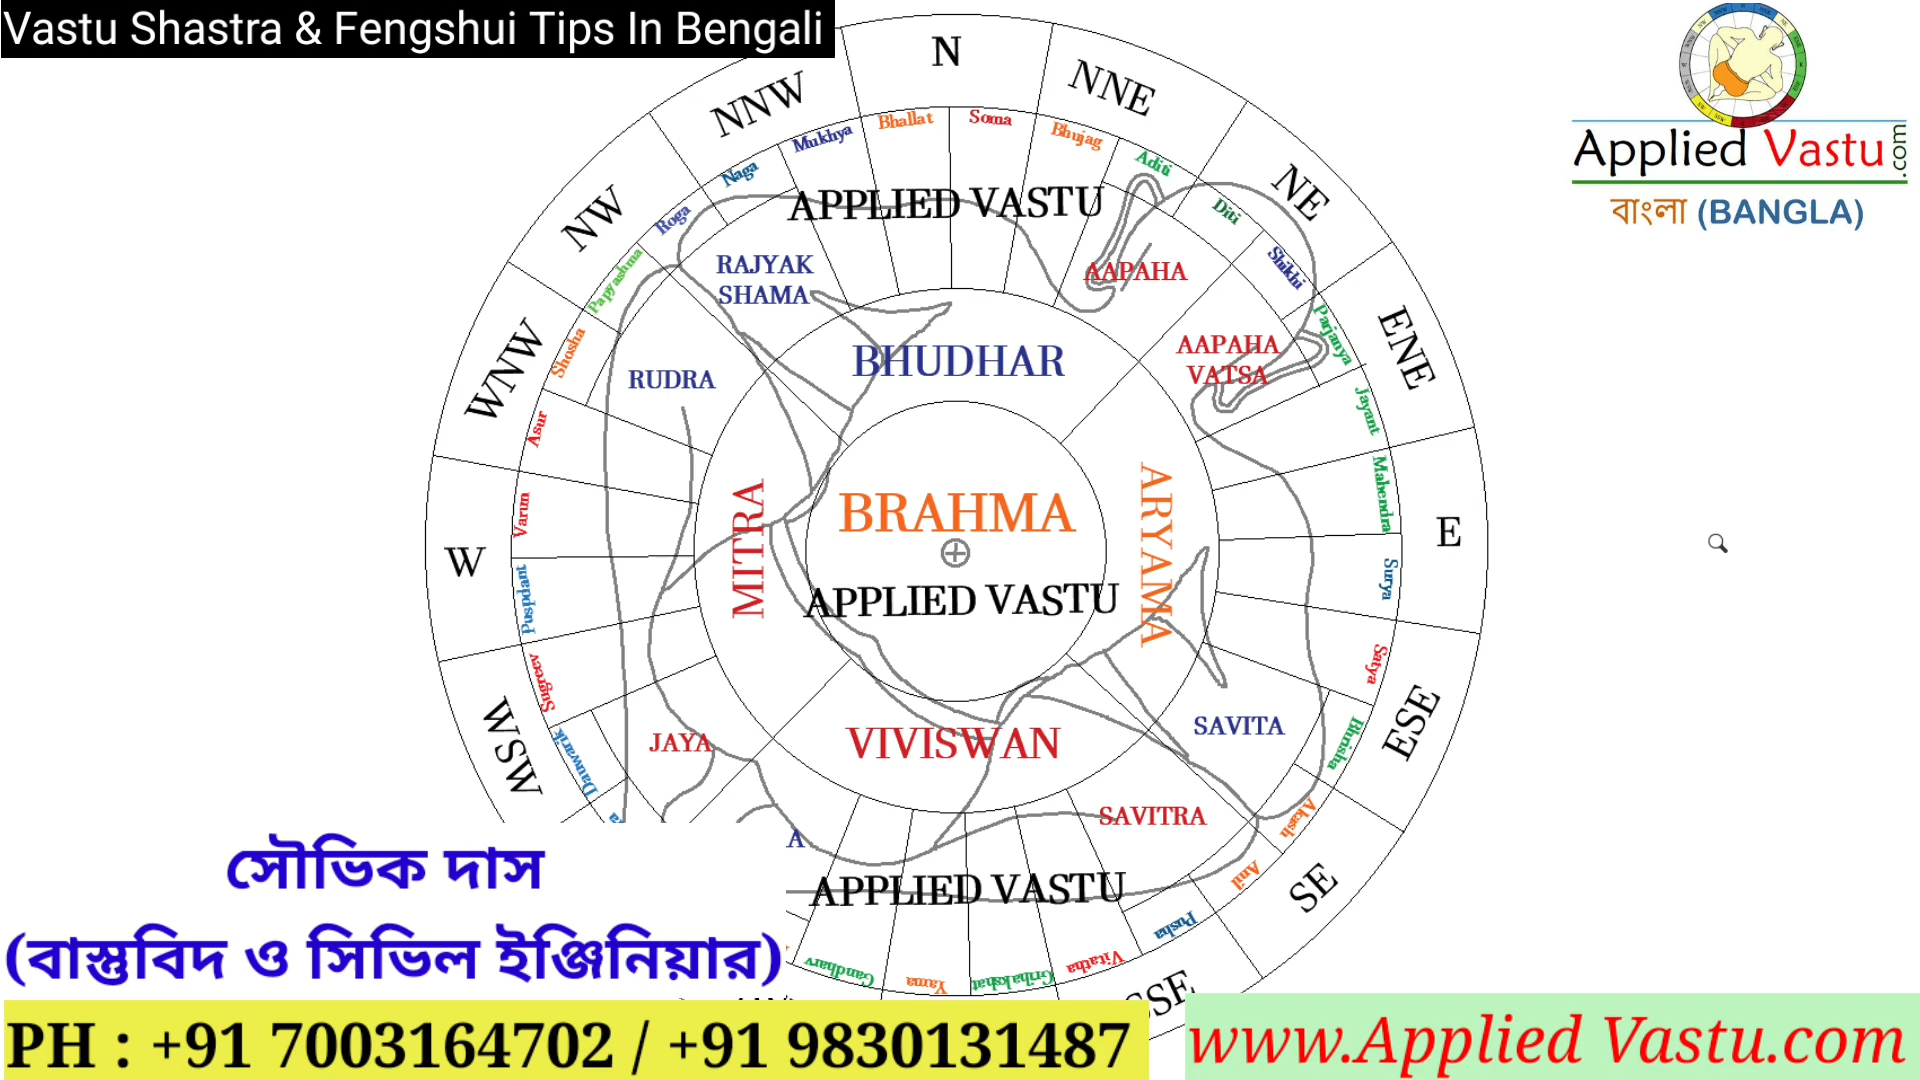 Vastu Shastra & Fengshui Tips In Bengali
Applied Vastu.com
বাংলা (BANGLA)
N
NNE
NE
ENE
E
ESE
SE
SSE
WSW
W
WNW
NW
NNW
Bhallat
Soma
Bhujag
Aditi
Diti
Shikhi
Parjanya
Jayant
Mahendra
Surya
Satya
Bhrisha
Akash
Anil
Pusha
Vitatha
Grihakshat
Yama
Gandharv
Dauwarik
Sugreev
Puspdant
Varun
Asur
Shosha
Papyashma
Roga
Naga
Mukhya
APPLIED VASTU
RAJYAK
SHAMA
AAPAHA
BHUDHAR
AAPAHA
VATSA
RUDRA
BRAHMA
MITRA
ARYAMA
APPLIED VASTU
SAVITA
JAYA
VIVISWAN
SAVITRA
A
APPLIED VASTU
সৌভিক দাস
(বাস্তুবিদ ও সিভিল ইঞ্জিনিয়ার)
PH : +91 7003164702 / +91 9830131487
www.Applied Vastu.com